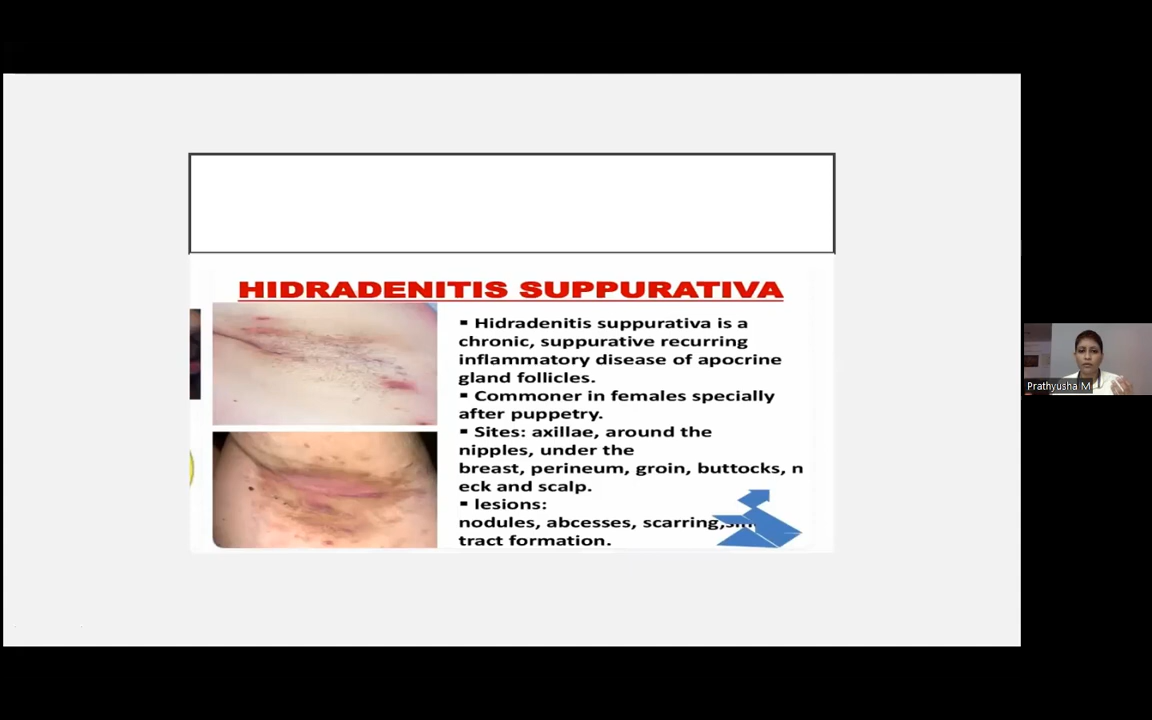 HIDRADENITIS SUPPURATIVA
▪ Hidradenitis suppurativa is a
chronic, suppurative recurring
inflammatory disease of apocrine
gland follicles.
▪ Commoner in females specially
after puppetry.
▪ Sites: axillae, around the
nipples, under the
breast, perineum, groin, buttocks, n
eck and scalp.
▪ lesions:
nodules, abcesses, scarring,
tract formation.
Prathyusha M